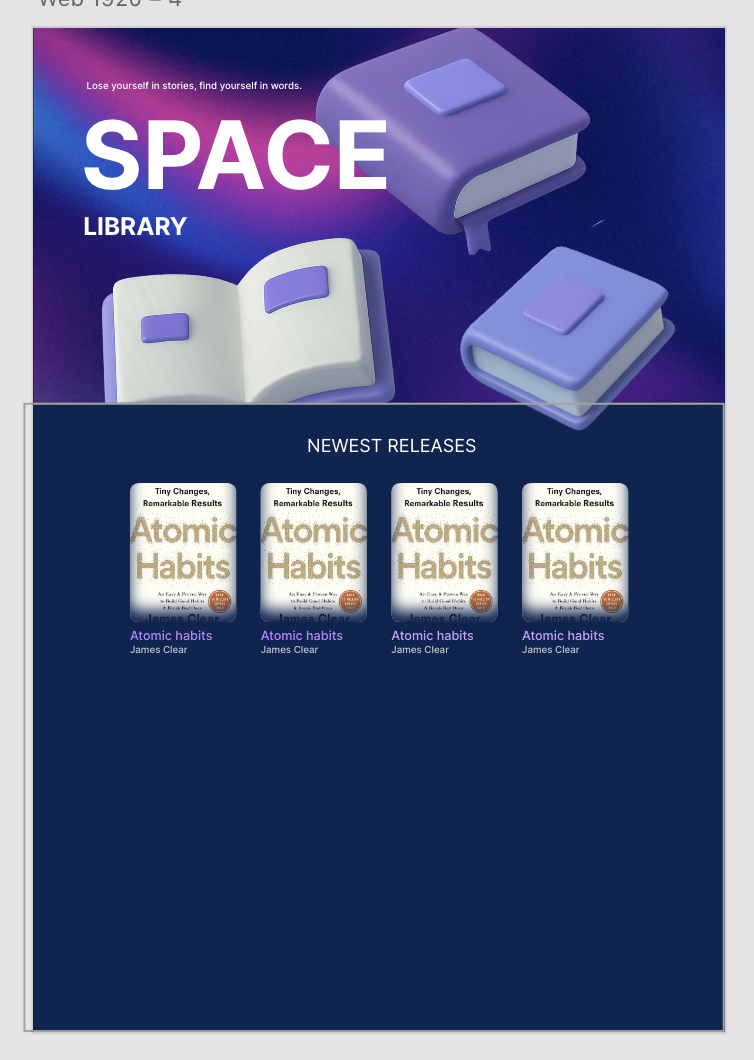 Web 1920 – 4
Lose yourself in stories, find yourself in words.
SPACE
LIBRARY
NEWEST RELEASES
Tiny Changes,
Remarkable Results
Atomic
Habits
An Easy & Proven Way
to Build Good Habits
& Break Bad Ones
James Clear
Atomic habits
James Clear
Tiny Changes,
Remarkable Results
Atomic
Habits
An Easy & Proven Way
to Build Good Habits
& Break Bad Ones
James Clear
Atomic habits
James Clear
Tiny Changes,
Remarkable Results
Atomic
Habits
An Easy & Proven Way
to Build Good Habits
& Break Bad Ones
James Clear
Atomic habits
James Clear
Tiny Changes,
Remarkable Results
Atomic
Habits
An Easy & Proven Way
to Build Good Habits
& Break Bad Ones
James Clear
Atomic habits
James Clear